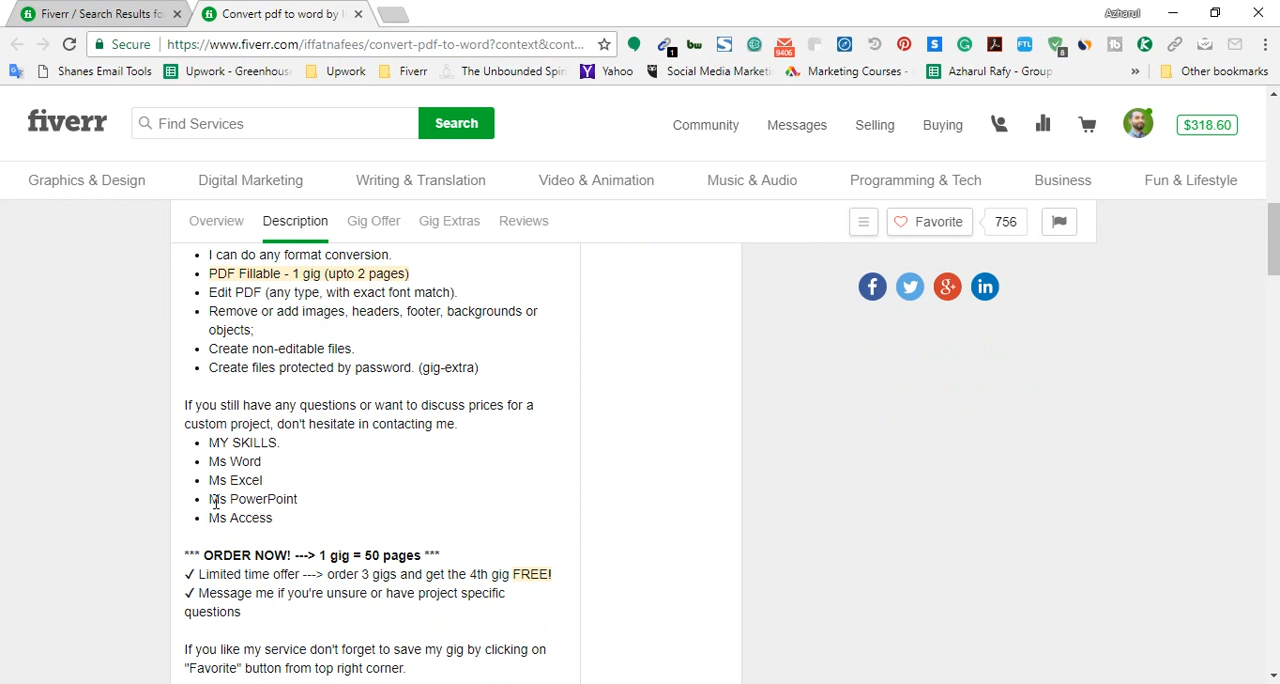 Fiverr / Search Results fo
Convert pdf to word by I
Azharul
Secure
https://www.fiverr.com/iffatnafee/convert-pdf-to-word?context&cont...
1
bw
S
9406
S
FTL
8
K
Shanes Email Tools
Upwork - Greenhous
Upwork
Fiverr
The Unbounded Spiri
Yahoo
Social Media Marketi
Marketing Courses -
Azharul Rafy - Group
»
Other bookmarks
fiverr
Find Services
Search
Community
Messages
Selling
Buying
$318.60
Graphics & Design
Digital Marketing
Writing & Translation
Video & Animation
Music & Audio
Programming & Tech
Business
Fun & Lifestyle
Overview
Description
Gig Offer
Gig Extras
Reviews
Favorite
756
• I can do any format conversion.
• PDF Fillable - 1 gig (upto 2 pages)
• Edit PDF (any type, with exact font match).
• Remove or add images, headers, footer, backgrounds or
objects;
• Create non-editable files.
• Create files protected by password. (gig-extra)
If you still have any questions or want to discuss prices for a
custom project, don't hesitate in contacting me.
• MY SKILLS.
• Ms Word
• Ms Excel
• Ms PowerPoint
• Ms Access
*** ORDER NOW! ---> 1 gig = 50 pages ***
✓ Limited time offer ---> order 3 gigs and get the 4th gig FREE!
✓ Message me if you're unsure or have project specific
questions
If you like my service don't forget to save my gig by clicking on
"Favorite" button from top right corner.